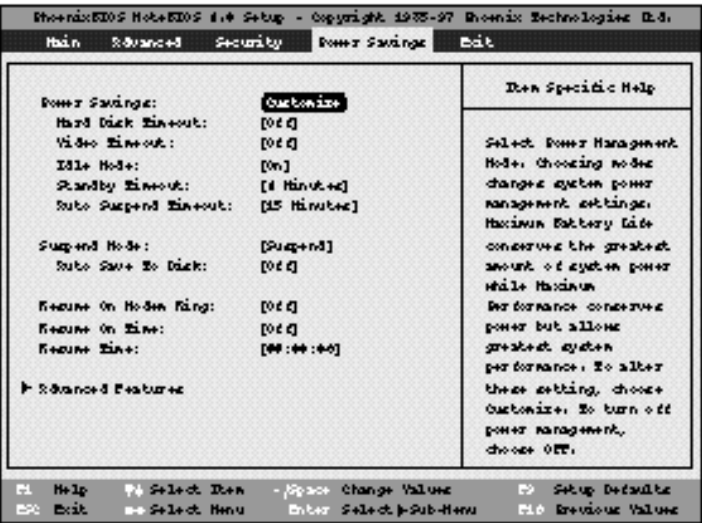 PhoenixBIOS NoteBIOS 4.0 Setup - Copyright 1985-97 Phoenix Technologies Ltd.
Main Advanced Security Power Savings Exit
Power Savings: Customize
Hard Disk Timeout: [Off]
Video Timeout: [Off]
Idle Mode: [On]
Standby Timeout: Minutes]
Auto Suspend Timeout: [15 Minutes]
Suspend Mode: [Suspend]
Auto Save To Disk: [Off]
Resume On Modem Ring: [Off]
Resume On Time: [Off]
Resume Time: [00:00:00]
Advanced Features
Item Specific Help
Select Power Management
Mode. Choosing modes
changes system power
management settings.
Maximum Battery Life
conserves the greatest
amount of system power
while Maximum
Performance conserves
power but allows
greatest system
performance. To alter
these setting, choose
Customize. To turn off
power management,
choose OFF.
F1 Help ↑↓ Select Item -/Space Change Values F9 Setup Defaults
ESC Exit ↔ Select Menu Enter Select ▶Sub-Menu F10 Previous Values